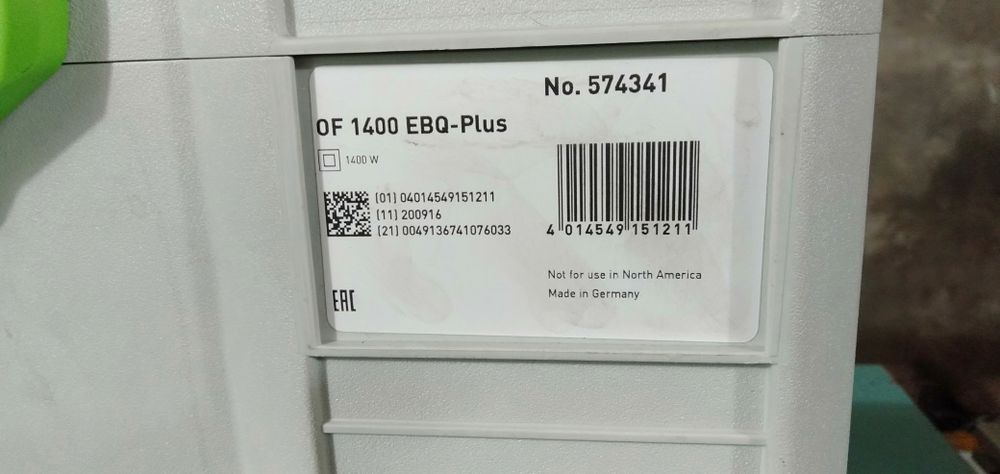 No. 574341
OF 1400 EBQ-Plus
1400 W
(01) 04014549151211
(11) 200916
(21) 0049136741076033
4 014549 151211
Not for use in North America
Made in Germany
EAC